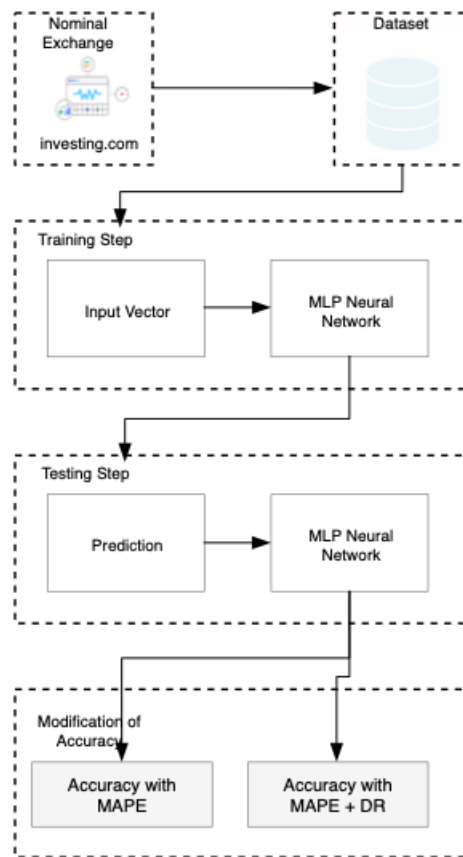 Nominal
Exchange
investing.com
Dataset
Training Step
Input Vector
MLP Neural
Network
Testing Step
Prediction
MLP Neural
Network
Modification of
Accuracy
Accuracy with
MAPE
Accuracy with
MAPE + DR